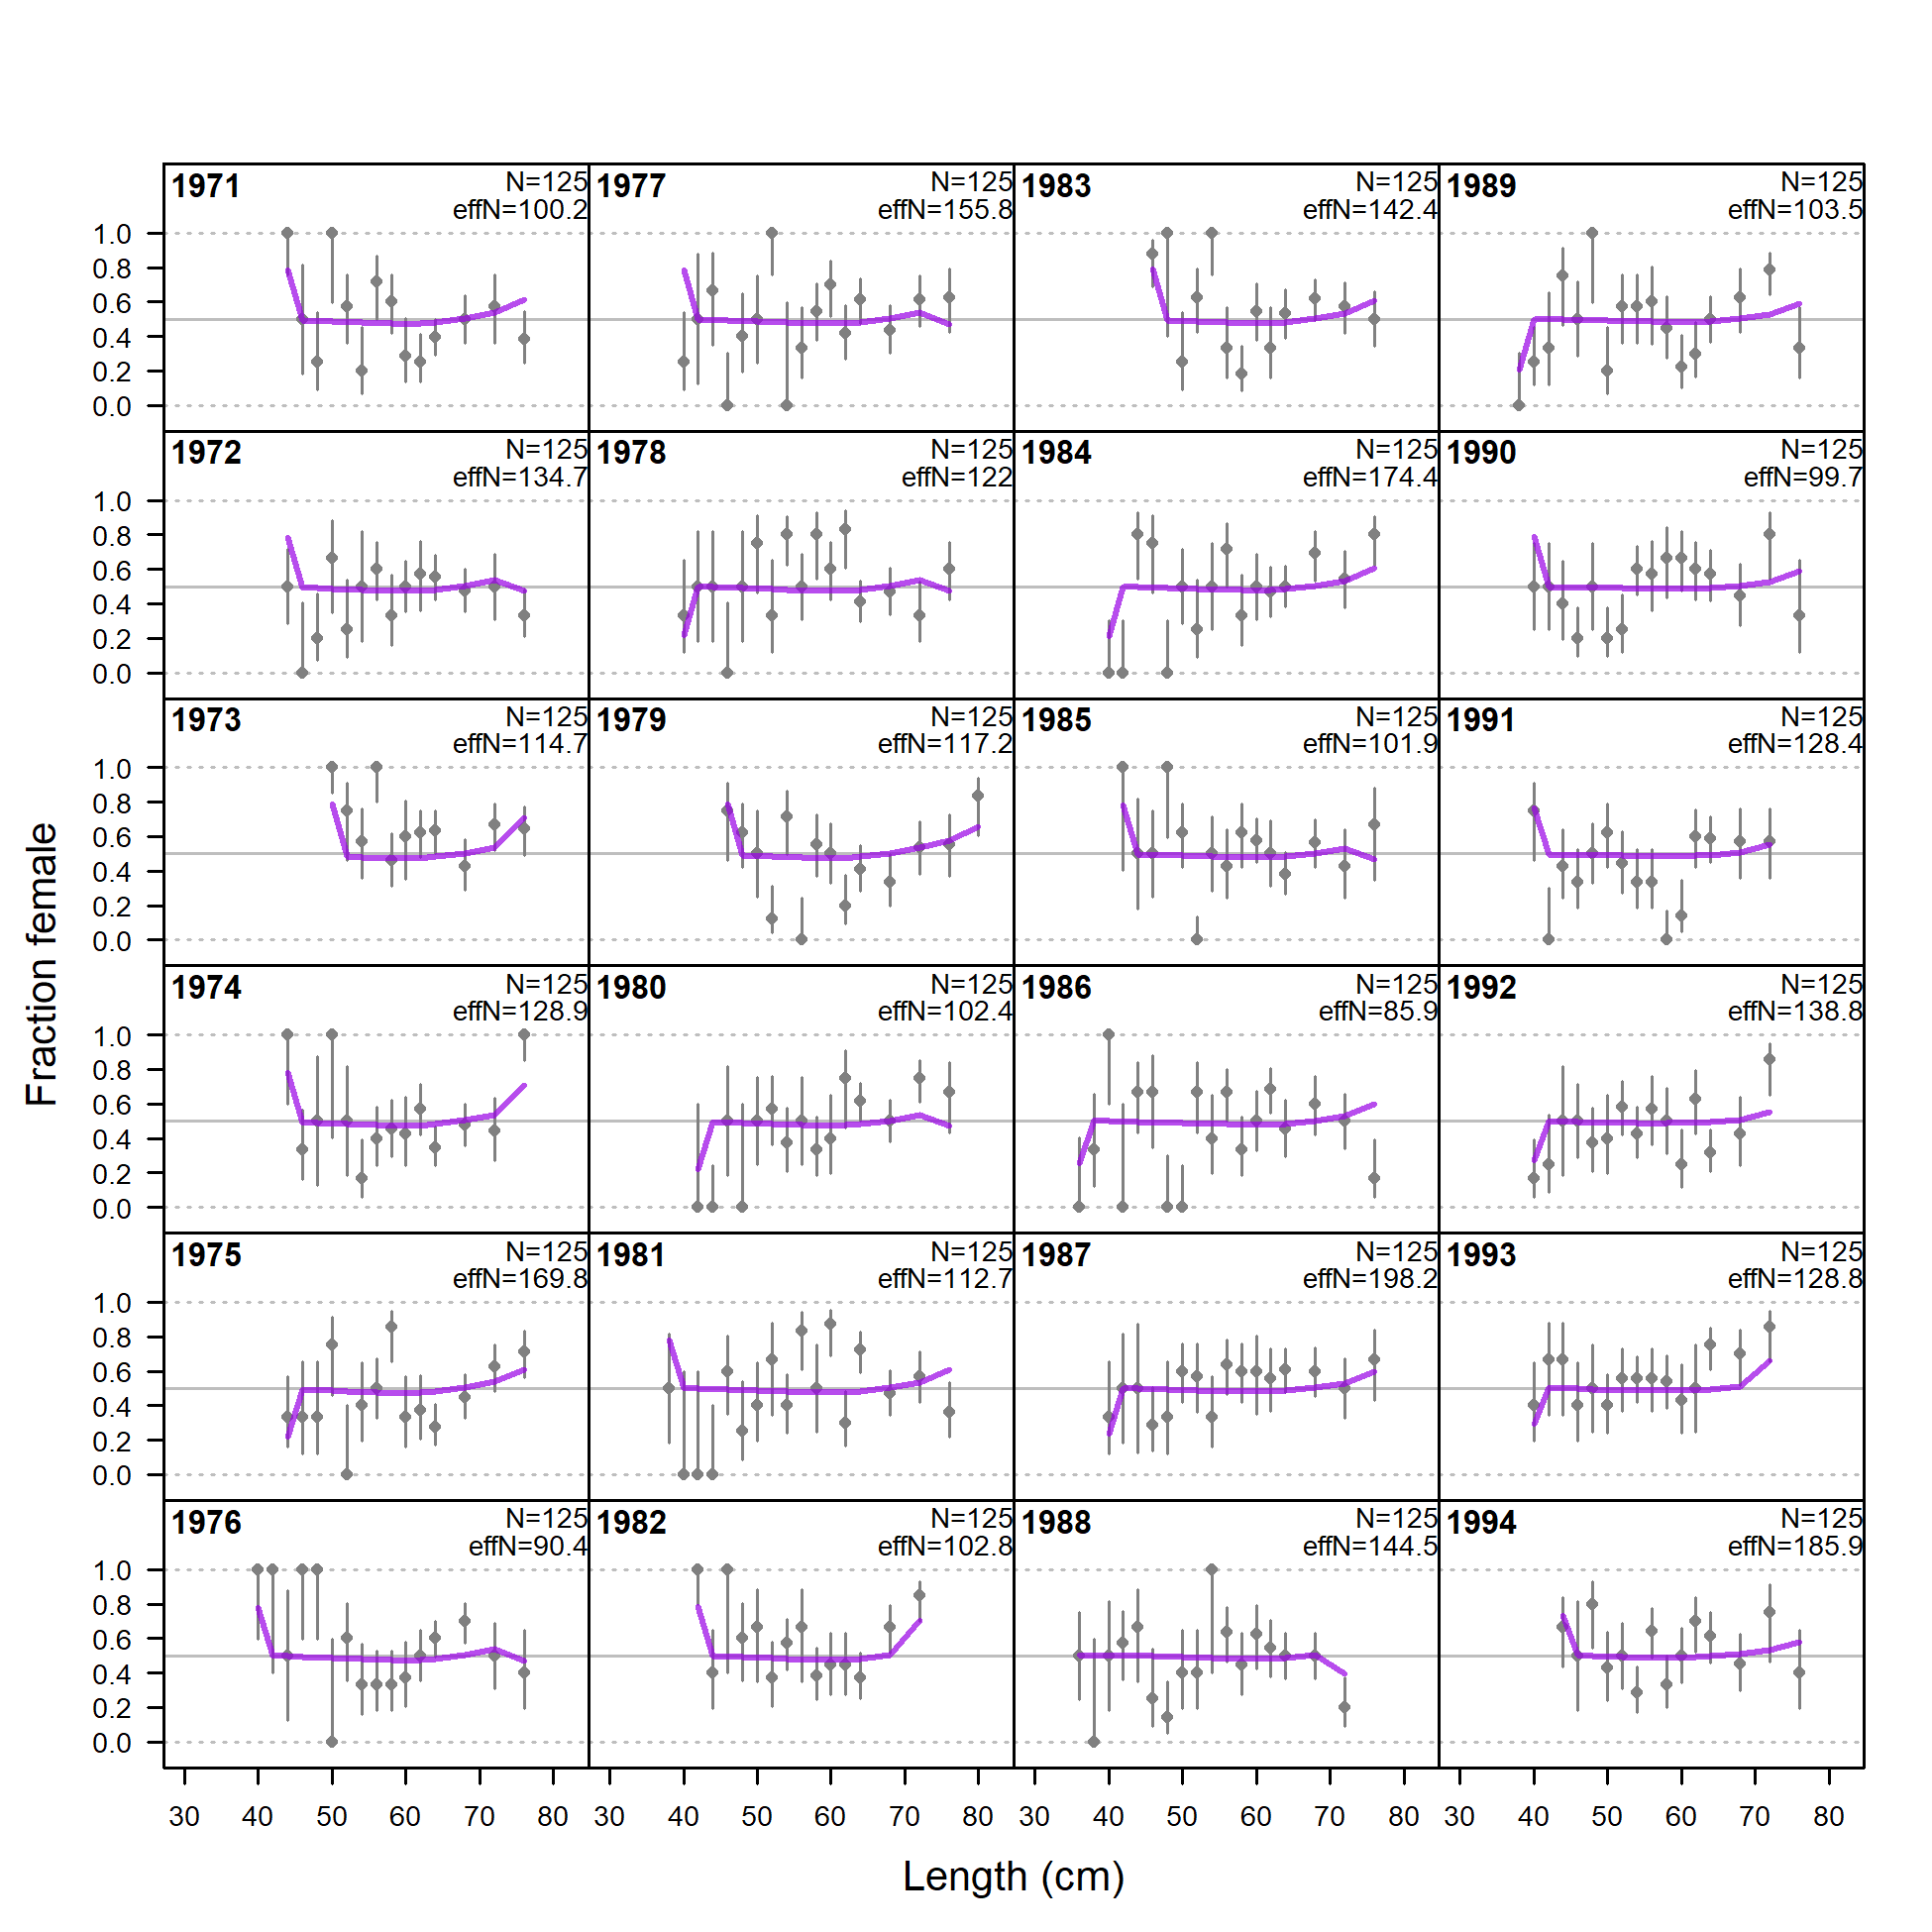 1971 N=125 1977 N=125 1983 N=125 1989 N=125
effN=100.2 effN=155.8 effN=142.4 effN=103.5
1.0
0.8
0.6
0.4
0.2
0.0
1972 N=125 1978 N=125 1984 N=125 1990 N=125
effN=134.7 effN=122 effN=174.4 effN=99.7
1.0
0.8
0.6
0.4
0.2
0.0
1973 N=125 1979 N=125 1985 N=125 1991 N=125
effN=114.7 effN=117.2 effN=101.9 effN=128.4
1.0
0.8
0.6
0.4
0.2
0.0
Fraction female
1974 N=125 1980 N=125 1986 N=125 1992 N=125
effN=128.9 effN=102.4 effN=85.9 effN=138.8
1.0
0.8
0.6
0.4
0.2
0.0
1975 N=125 1981 N=125 1987 N=125 1993 N=125
effN=169.8 effN=112.7 effN=198.2 effN=128.8
1.0
0.8
0.6
0.4
0.2
0.0
1976 N=125 1982 N=125 1988 N=125 1994 N=125
effN=90.4 effN=102.8 effN=144.5 effN=185.9
1.0
0.8
0.6
0.4
0.2
0.0
30 40 50 60 70 80 30 40 50 60 70 80 30 40 50 60 70 80 30 40 50 60 70 80
Length (cm)